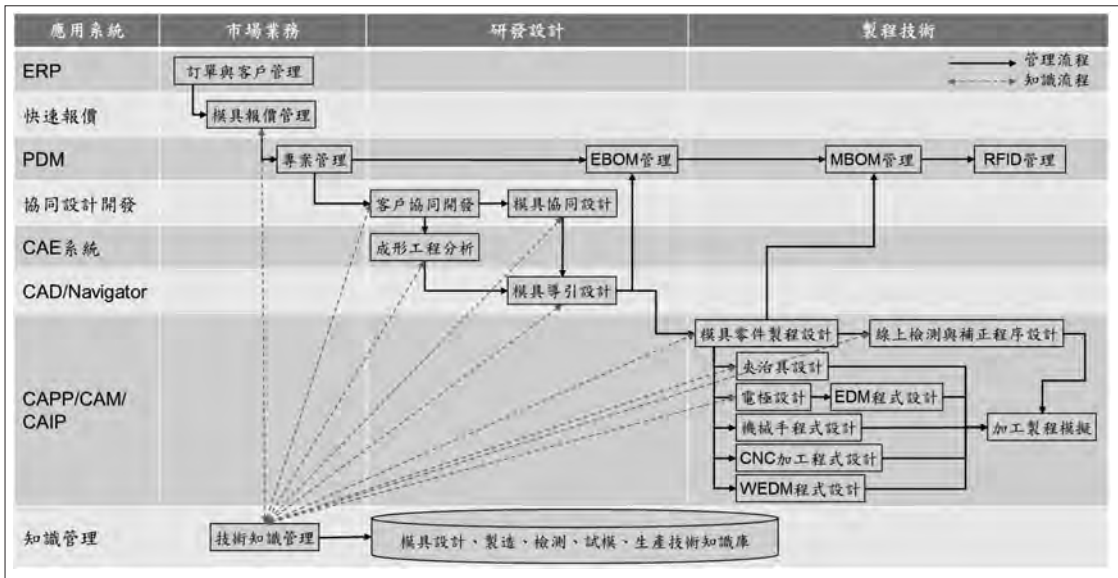 應用系統 市場業務 研發設計 製程技術
管理流程
知識流程
ERP 訂單與客戶管理
快速報價 模具報價管理
PDM 專案管理 EBOM管理 MBOM管理 RFID管理
協同設計開發 客戶協同開發 模具協同設計
CAE系統 成形工程分析
CAD/Navigator 模具導引設計
模具零件製程設計 線上檢測與補正程序設計
夾治具設計
CAPP/CAM/
CAIP
電極設計 EDM程式設計
機械手程式設計 加工製程模擬
CNC加工程式設計
WEDM程式設計
知識管理 技術知識管理 模具設計、製造、檢測、試模、生產技術知識庫